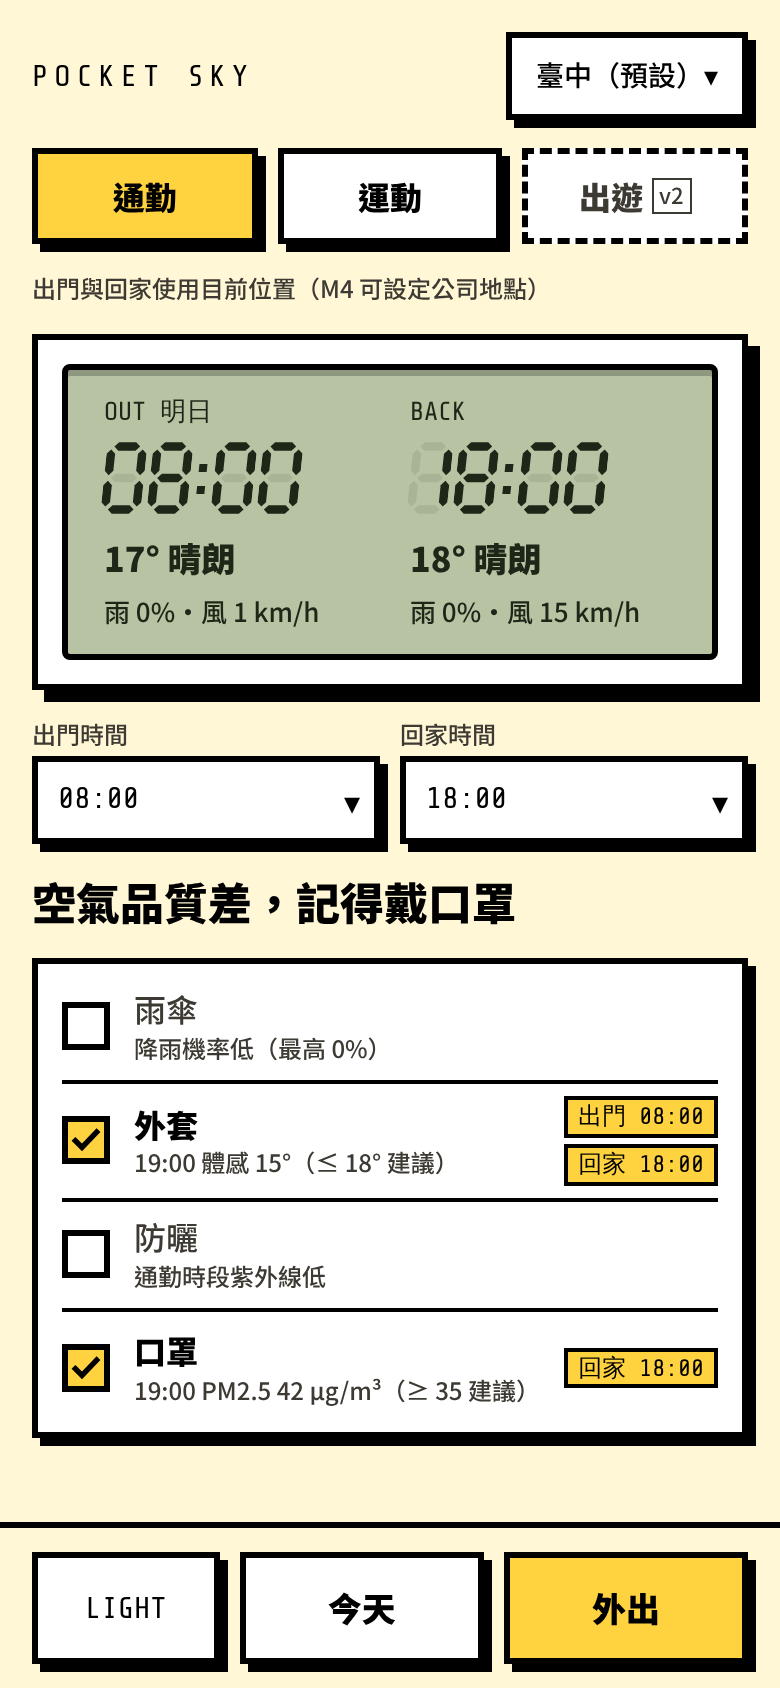 POCKET SKY
臺中（預設）▼
通勤
運動
出遊 v2
出門與回家使用目前位置（M4 可設定公司地點）
OUT 明日
BACK
08:00
18:00
17° 晴朗
18° 晴朗
雨 0%・風 1 km/h
雨 0%・風 15 km/h
出門時間
回家時間
08:00 ▼
18:00 ▼
空氣品質差，記得戴口罩
雨傘
降雨機率低（最高 0%）
外套
19:00 體感 15°（≤ 18° 建議）
出門 08:00
回家 18:00
防曬
通勤時段紫外線低
口罩
19:00 PM2.5 42 μg/m³（≥ 35 建議）
回家 18:00
LIGHT
今天
外出